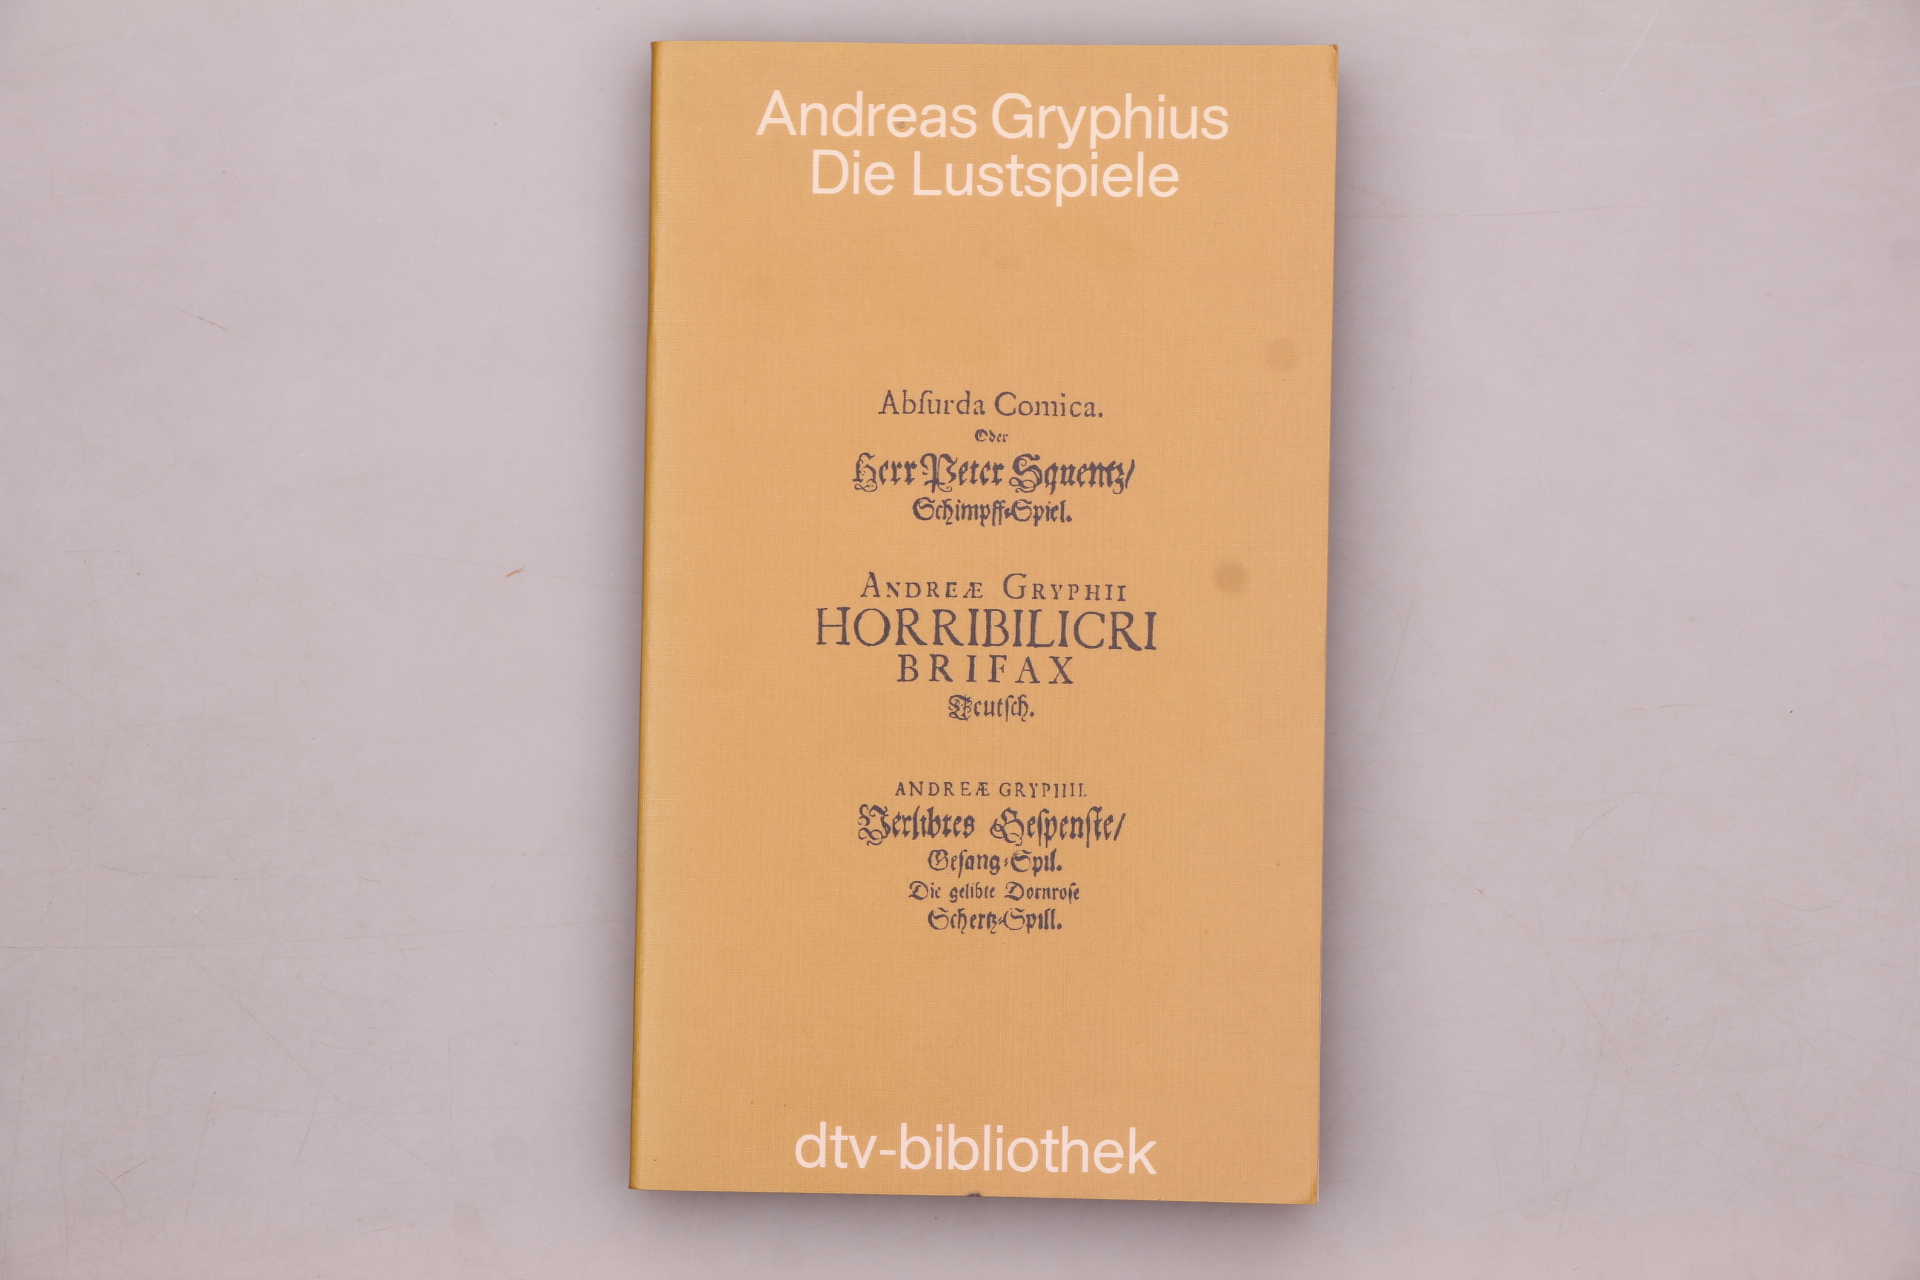 Andreas Gryphius
Die Lustspiele
Abſurda Comica.
Oder
Herr Peter Squentz/
Schimpff-Spiel.
ANDREÆ GRYPHII
HORRIBILICRI
BRIFAX
Teutſch.
ANDREÆ GRYPHII.
Verlibtes Geſpenſte/
Geſang-Spil.
Die gelibte Dornroſe
Schertz-Spill.
dtv-bibliothek